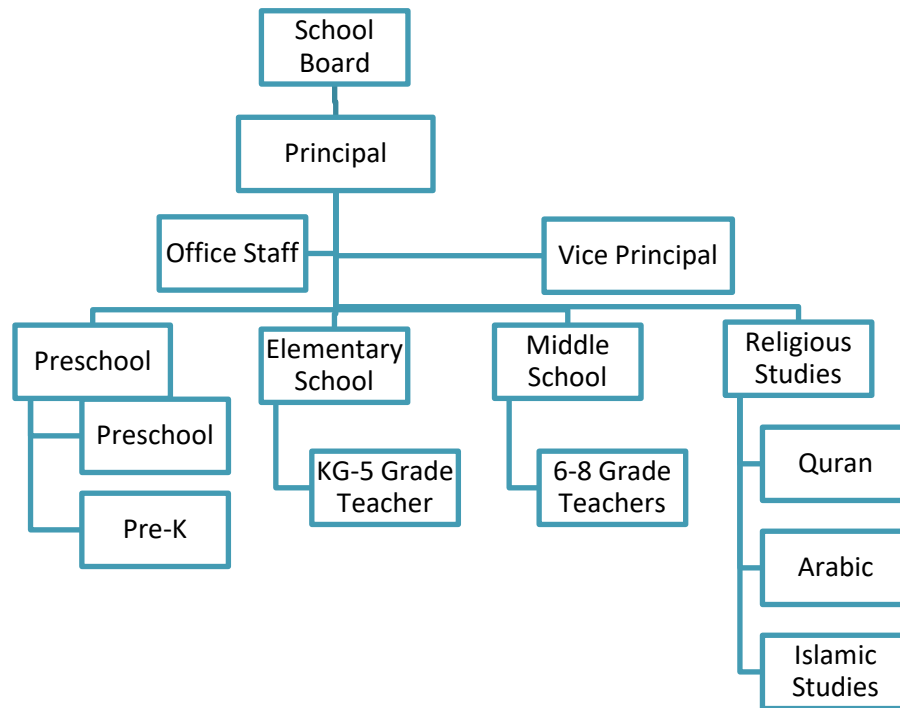 School
Board
Principal
Office Staff
Vice Principal
Preschool
Elementary
School
Middle
School
Religious
Studies
Preschool
Pre-K
KG-5 Grade
Teacher
6-8 Grade
Teachers
Quran
Arabic
Islamic
Studies